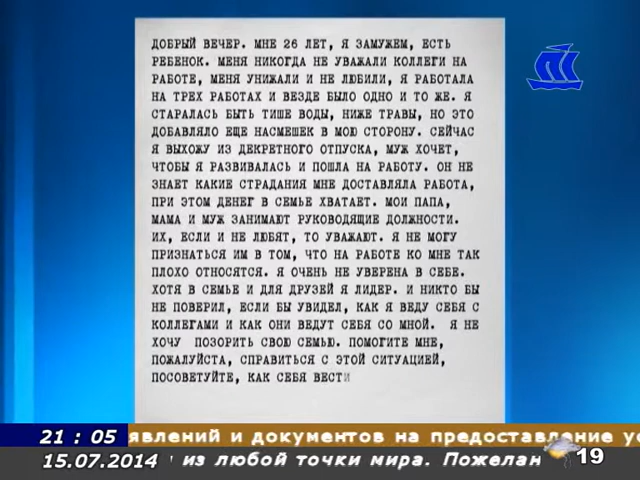 ДОБРЫЙ ВЕЧЕР. МНЕ 26 ЛЕТ, Я ЗАМУЖЕМ, ЕСТЬ
РЕБЕНОК. МЕНЯ НИКОГДА НЕ УВАЖАЛИ КОЛЛЕГИ НА
РАБОТЕ, МЕНЯ УНИЖАЛИ И НЕ ЛЮБИЛИ, Я РАБОТАЛА
НА ТРЕХ РАБОТАХ И ВЕЗДЕ БЫЛО ОДНО И ТО ЖЕ. Я
СТАРАЛАСЬ БЫТЬ ТИШЕ ВОДЫ, НИЖЕ ТРАВЫ, НО ЭТО
ДОБАВЛЯЛО ЕЩЕ НАСМЕШЕК В МОЮ СТОРОНУ. СЕЙЧАС
Я ВЫХОЖУ ИЗ ДЕКРЕТНОГО ОТПУСКА, МУЖ ХОЧЕТ,
ЧТОБЫ Я РАЗВИВАЛАСЬ И ПОШЛА НА РАБОТУ. ОН НЕ
ЗНАЕТ КАКИЕ СТРАДАНИЯ МНЕ ДОСТАВЛЯЛА РАБОТА,
ПРИ ЭТОМ ДЕНЕГ В СЕМЬЕ ХВАТАЕТ. МОИ ПАПА,
МАМА И МУЖ ЗАНИМАЮТ РУКОВОДЯЩИЕ ДОЛЖНОСТИ.
ИХ, ЕСЛИ И НЕ ЛЮБЯТ, ТО УВАЖАЮТ. Я НЕ МОГУ
ПРИЗНАТЬСЯ ИМ В ТОМ, ЧТО НА РАБОТЕ КО МНЕ ТАК
ПЛОХО ОТНОСЯТСЯ. Я ОЧЕНЬ НЕ УВЕРЕНА В СЕБЕ.
ХОТЯ В СЕМЬЕ И ДЛЯ ДРУЗЕЙ Я ЛИДЕР. И НИКТО БЫ
НЕ ПОВЕРИЛ, ЕСЛИ БЫ УВИДЕЛ, КАК Я ВЕДУ СЕБЯ С
КОЛЛЕГАМИ И КАК ОНИ ВЕДУТ СЕБЯ СО МНОЙ. Я НЕ
ХОЧУ ПОЗОРИТЬ СВОЮ СЕМЬЮ. ПОМОГИТЕ МНЕ,
ПОЖАЛУЙСТА, СПРАВИТЬСЯ С ЭТОЙ СИТУАЦИЕЙ,
ПОСОВЕТУЙТЕ, КАК СЕБЯ ВЕСТИ
21 : 05 явлений и документов на предоставление ус
15.07.2014 из любой точки мира. Пожелан 19